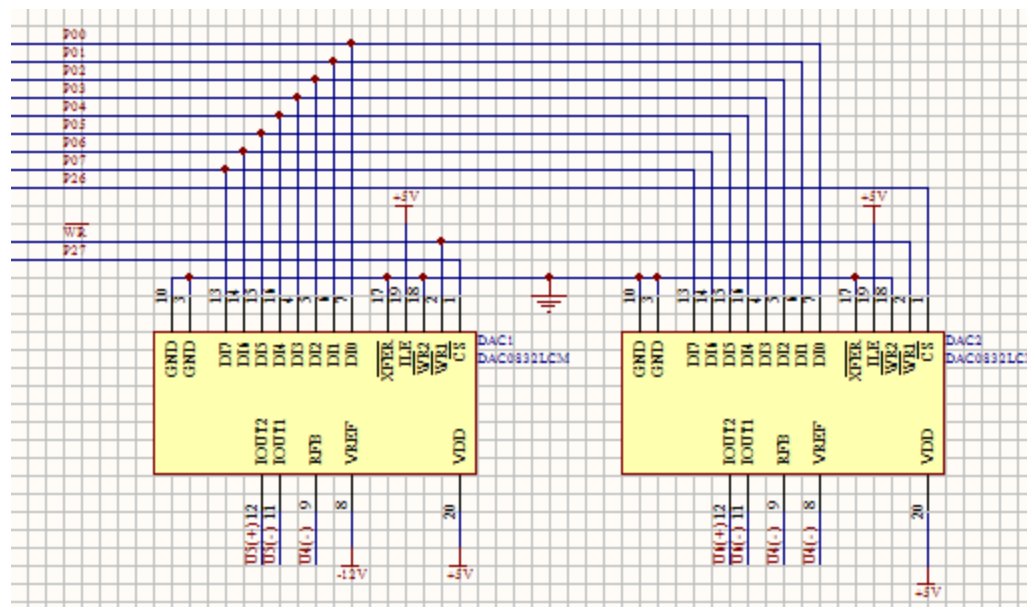 P00
P01
P02
P03
P04
P05
P06
P07
P26
+5V +5V
WR
P27
10 3 13 14 15 16 4 5 6 7 17 19 18 2 1
10 3 13 14 15 16 4 5 6 7 17 19 18 2 1
GND GND DI7 DI6 DI5 DI4 DI3 DI2 DI1 DI0 XFER ILE WR2 WR1 CS
DAC1
DAC0832LCM
GND GND DI7 DI6 DI5 DI4 DI3 DI2 DI1 DI0 XFER ILE WR2 WR1 CS
DAC2
DAC0832LC
IOUT2 IOUT1 RFB VREF VDD
IOUT2 IOUT1 RFB VREF VDD
12 11 9 8 20
12 11 9 8 20
U5(+) U5(-) U4(-)
-12V +5V
U6(+) U6(-) U4(-) U4(-)
+5V